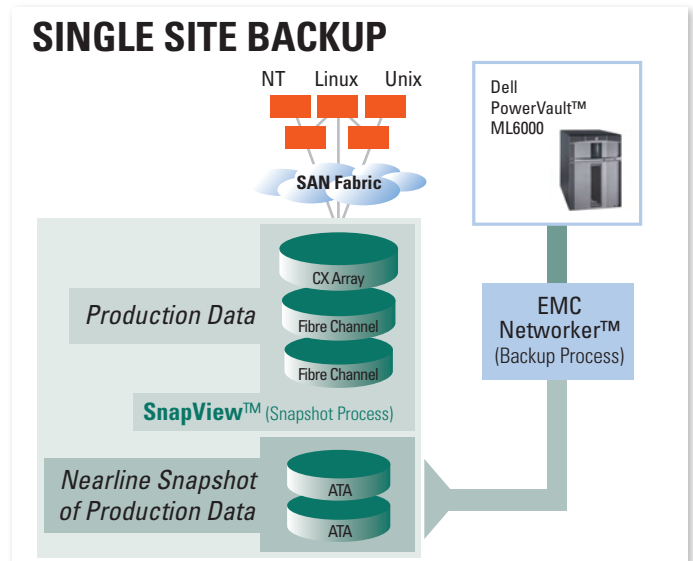 SINGLE SITE BACKUP
NT Linux Unix
Dell
PowerVault™
ML6000
SAN Fabric
CX Array
Production Data
Fibre Channel
Fibre Channel
EMC
Networker™
(Backup Process)
SnapView™ (Snapshot Process)
Nearline Snapshot
of Production Data
ATA
ATA